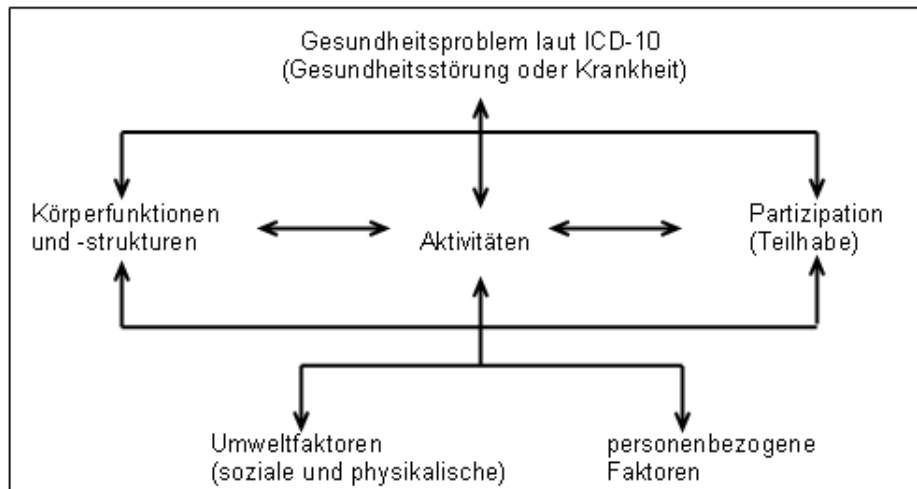 Gesundheitsproblem laut ICD-10
(Gesundheitsstörung oder Krankheit)
Körperfunktionen
und -strukturen
Aktivitäten
Partizipation
(Teilhabe)
Umweltfaktoren
(soziale und physikalische)
personenbezogene
Faktoren